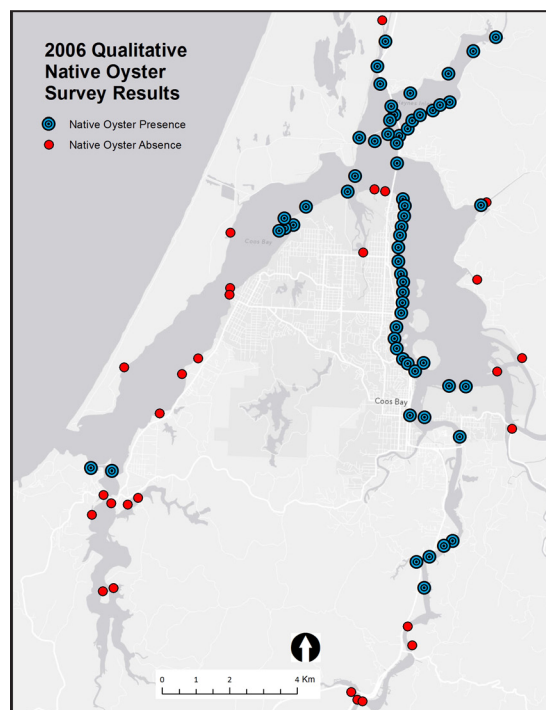 2006 Qualitative
Native Oyster
Survey Results
Native Oyster Presence
Native Oyster Absence
Coos Bay
Coos Bay
0 1 2 4 Km